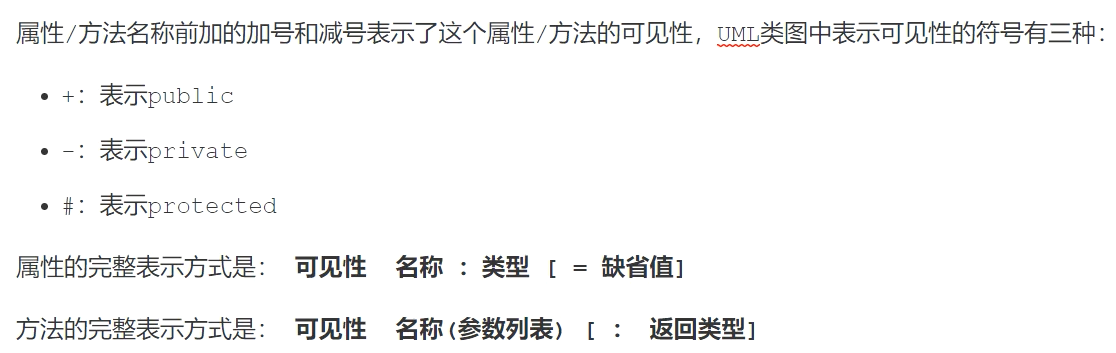 属性/方法名称前加的加号和减号表示了这个属性/方法的可见性，UML类图中表示可见性的符号有三种：
• +：表示public
• -：表示private
• #：表示protected
属性的完整表示方式是： 可见性 名称 ：类型 [ = 缺省值]
方法的完整表示方式是： 可见性 名称(参数列表) [ ： 返回类型]